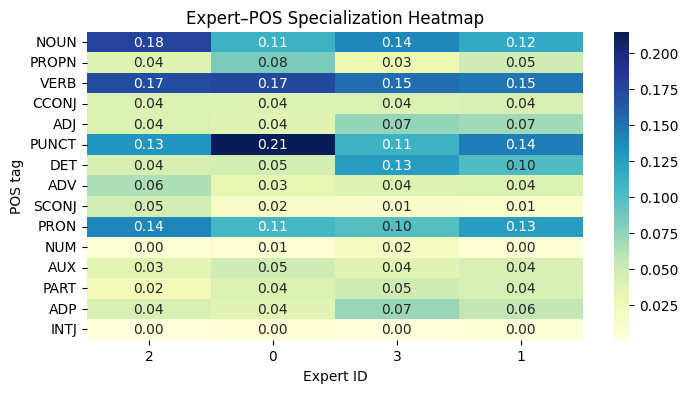 Expert–POS Specialization Heatmap
NOUN 0.18 0.11 0.14 0.12
PROPN 0.04 0.08 0.03 0.05
VERB 0.17 0.17 0.15 0.15
CCONJ 0.04 0.04 0.04 0.04
ADJ 0.04 0.04 0.07 0.07
PUNCT 0.13 0.21 0.11 0.14
DET 0.04 0.05 0.13 0.10
ADV 0.06 0.03 0.04 0.04
SCONJ 0.05 0.02 0.01 0.01
PRON 0.14 0.11 0.10 0.13
NUM 0.00 0.01 0.02 0.00
AUX 0.03 0.05 0.04 0.04
PART 0.02 0.04 0.05 0.04
ADP 0.04 0.04 0.07 0.06
INTJ 0.00 0.00 0.00 0.00
2 0 3 1
Expert ID
POS tag
0.200
0.175
0.150
0.125
0.100
0.075
0.050
0.025